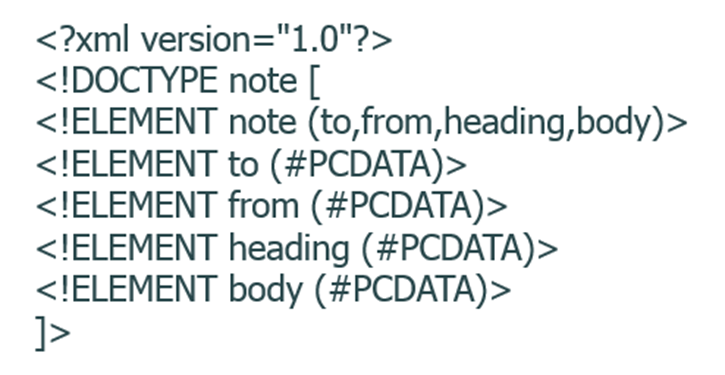 <?xml version="1.0"?>
<!DOCTYPE note [
<!ELEMENT note (to,from,heading,body)>
<!ELEMENT to (#PCDATA)>
<!ELEMENT from (#PCDATA)>
<!ELEMENT heading (#PCDATA)>
<!ELEMENT body (#PCDATA)>
]>